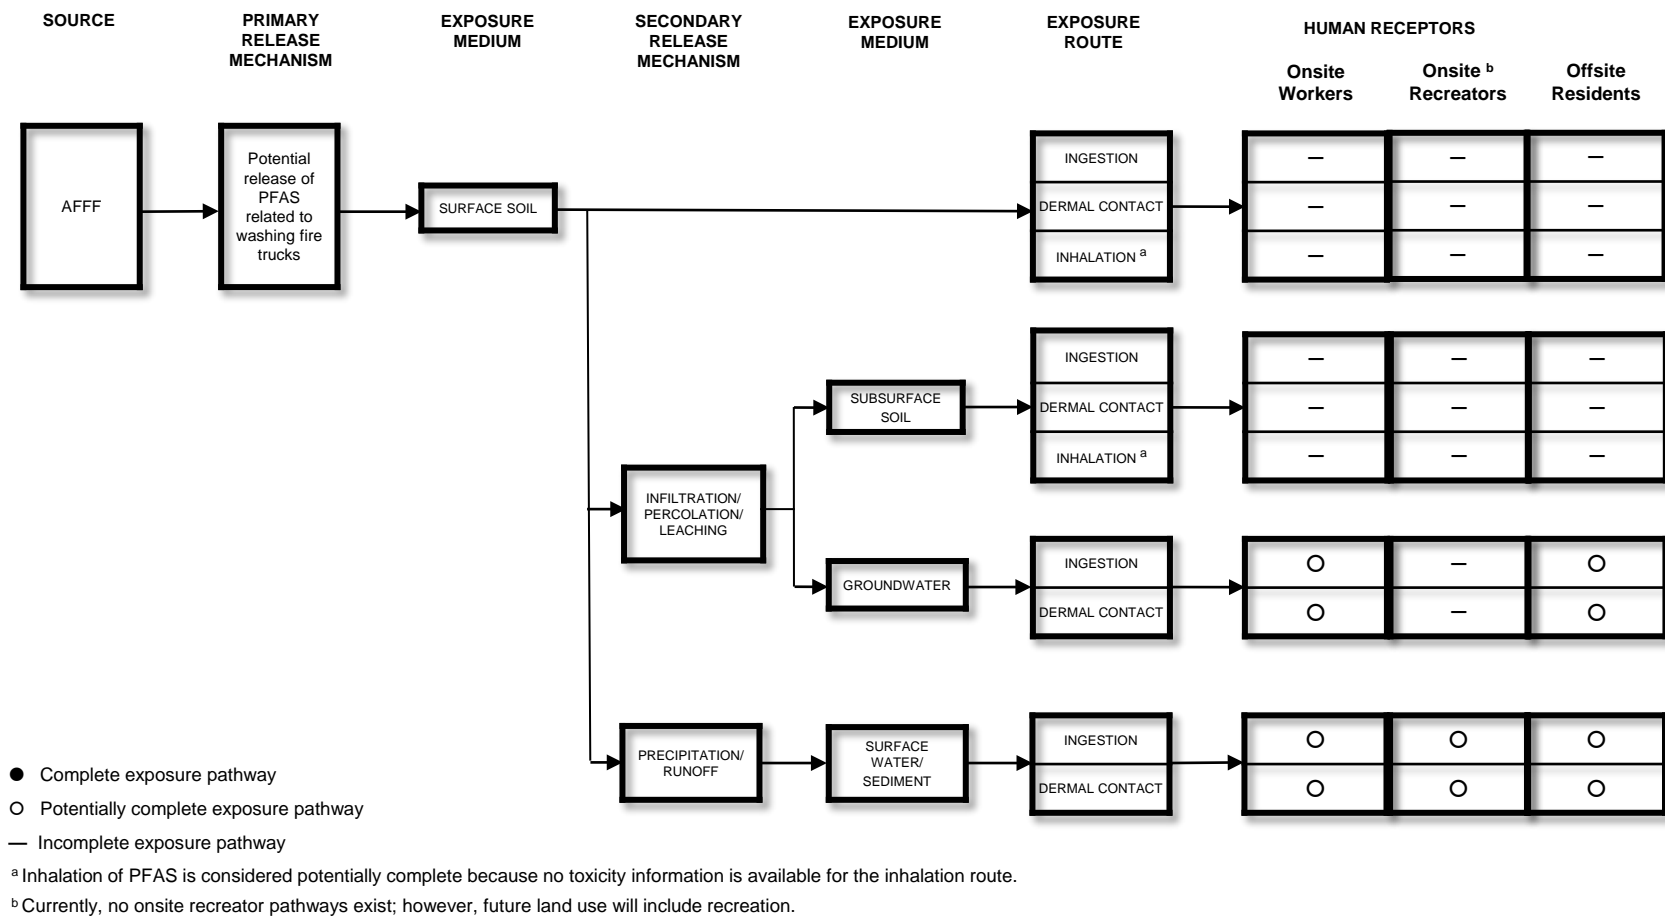 SOURCE
PRIMARY
RELEASE
MECHANISM
EXPOSURE
MEDIUM
SECONDARY
RELEASE
MECHANISM
EXPOSURE
MEDIUM
EXPOSURE
ROUTE
HUMAN RECEPTORS
Onsite
Workers
Onsite b
Recreators
Offsite
Residents
AFFF
Potential
release of
PFAS
related to
washing fire
trucks
SURFACE SOIL
INGESTION
— — —
DERMAL CONTACT
— — —
INHALATION a
— — —
INFILTRATION/
PERCOLATION/
LEACHING
SUBSURFACE
SOIL
INGESTION
— — —
DERMAL CONTACT
— — —
INHALATION a
— — —
GROUNDWATER
INGESTION
O — O
DERMAL CONTACT
O — O
PRECIPITATION/
RUNOFF
SURFACE
WATER/
SEDIMENT
INGESTION
O O O
DERMAL CONTACT
O O O
● Complete exposure pathway
O Potentially complete exposure pathway
— Incomplete exposure pathway
a Inhalation of PFAS is considered potentially complete because no toxicity information is available for the inhalation route.
b Currently, no onsite recreator pathways exist; however, future land use will include recreation.